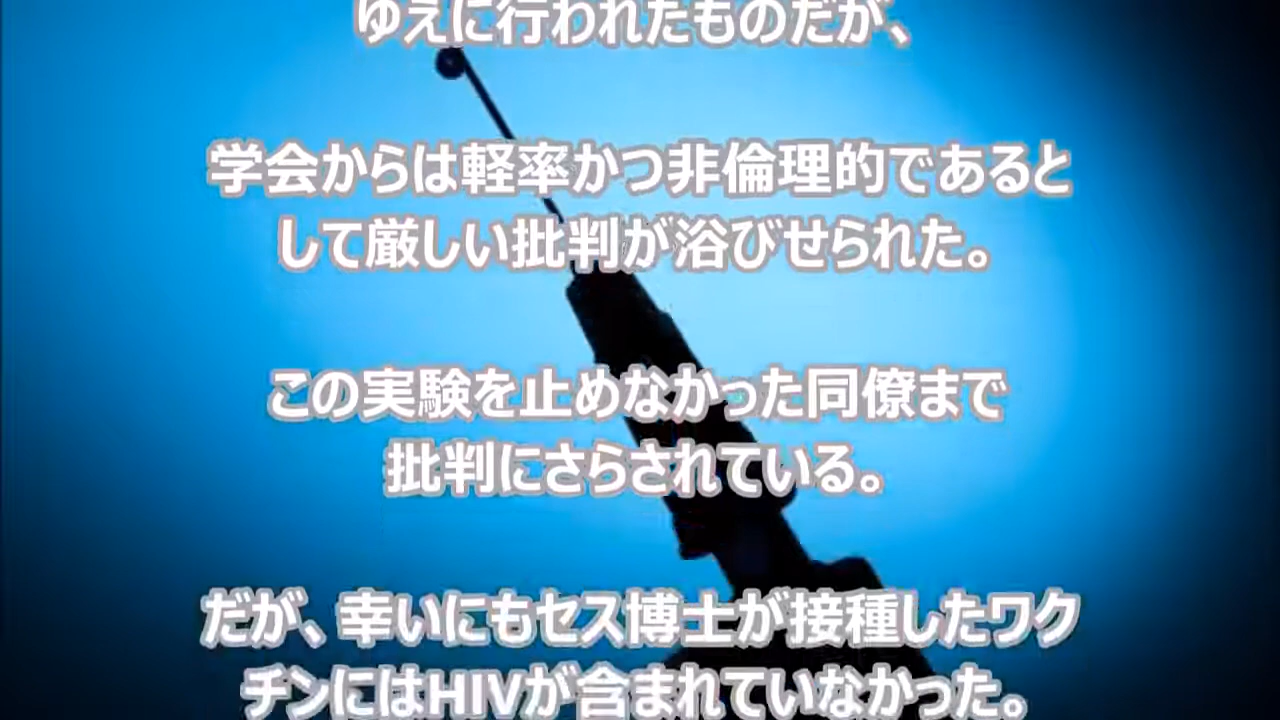 ゆえに行われたものだが、
学会からは軽率かつ非倫理的であると
して厳しい批判が浴びせられた。
この実験を止めなかった同僚まで
批判にさらされている。
だが、幸いにもセス博士が接種したワク
チンにはHIVが含まれていなかった。